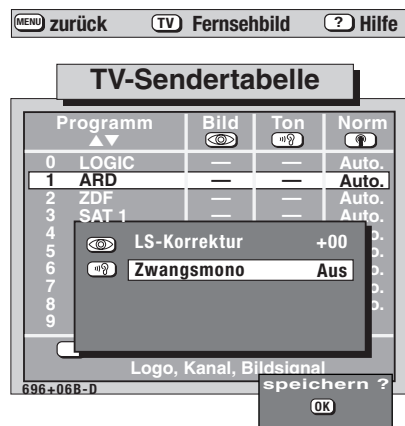 MENU zurück TV Fernsehbild ? Hilfe
TV-Sendertabelle
Programm Bild Ton Norm
0 LOGIC — — Auto.
1 ARD — — Auto.
2 ZDF — — Auto.
3 SAT 1 — — Auto.
4 o.
LS-Korrektur +00
5 o.
6 o.
Zwangsmono Aus
7 o.
8 o.
9
Logo, Kanal, Bildsignal
696+06B-D
speichern ?
OK